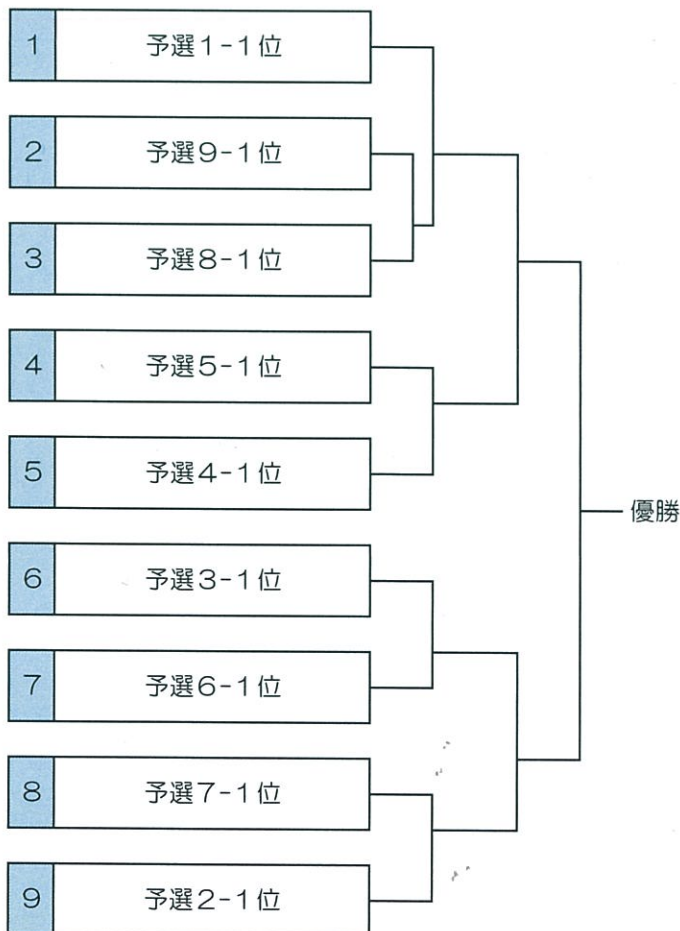 1 予選1-1位
2 予選9-1位
3 予選8-1位
4 予選5-1位
5 予選4-1位
優勝
6 予選3-1位
7 予選6-1位
8 予選7-1位
9 予選2-1位